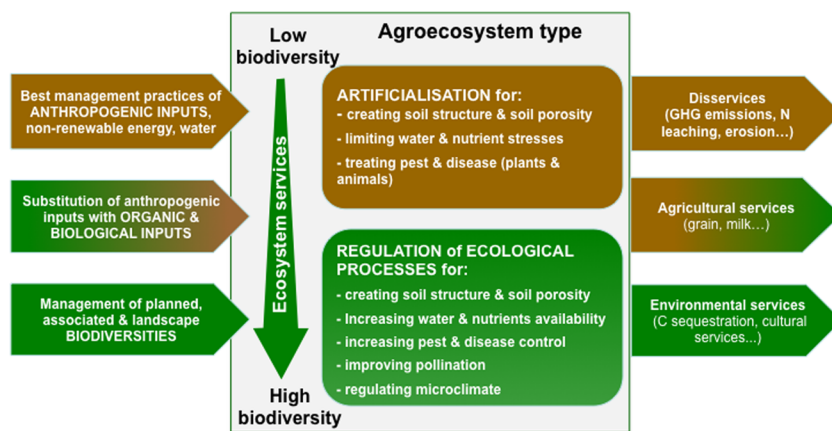 Low
biodiversity
Agroecosystem type
Best management practices of
ANTHROPOGENIC INPUTS,
non-renewable energy, water
Substitution of anthropogenic
inputs with ORGANIC &
BIOLOGICAL INPUTS
Management of planned,
associated & landscape
BIODIVERSITIES
Ecosystem services
ARTIFICIALISATION for:
- creating soil structure & soil porosity
- limiting water & nutrient stresses
- treating pest & disease (plants &
animals)
REGULATION of ECOLOGICAL
PROCESSES for:
- creating soil structure & soil porosity
- Increasing water & nutrients availability
- increasing pest & disease control
- improving pollination
- regulating microclimate
High
biodiversity
Disservices
(GHG emissions, N
leaching, erosion…)
Agricultural services
(grain, milk…)
Environmental services
(C sequestration, cultural
services...)